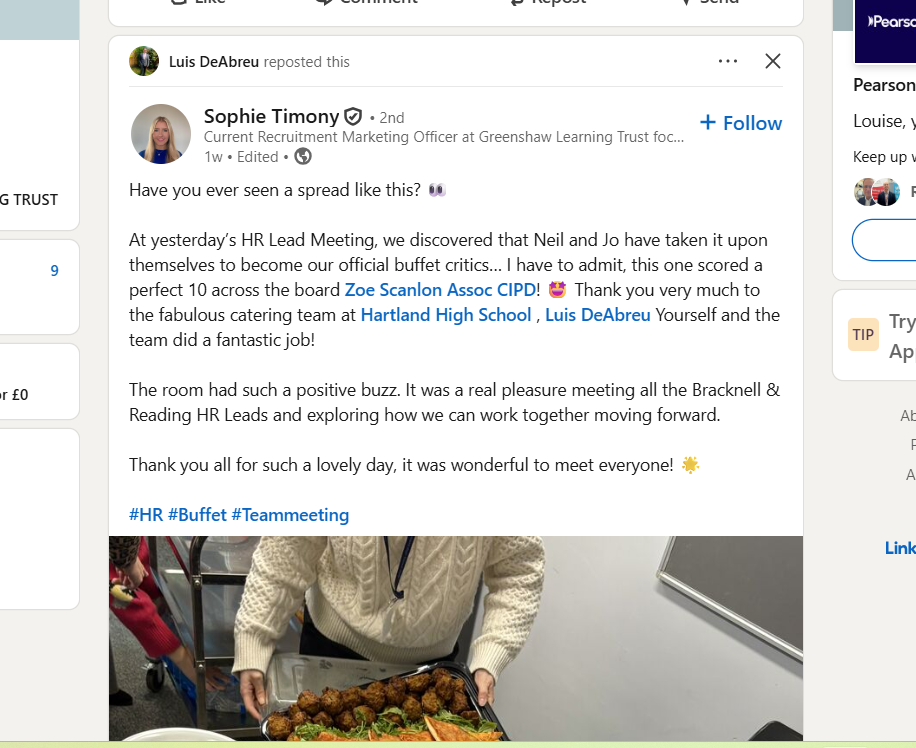 Like Comment Repost Send
Luis DeAbreu reposted this
Sophie Timony • 2nd
+ Follow
Current Recruitment Marketing Officer at Greenshaw Learning Trust foc...
1w • Edited •
Have you ever seen a spread like this? 👀
At yesterday's HR Lead Meeting, we discovered that Neil and Jo have taken it upon
themselves to become our official buffet critics... I have to admit, this one scored a
perfect 10 across the board Zoe Scanlon Assoc CIPD! 🤩 Thank you very much to
the fabulous catering team at Hartland High School , Luis DeAbreu Yourself and the
team did a fantastic job!
The room had such a positive buzz. It was a real pleasure meeting all the Bracknell &
Reading HR Leads and exploring how we can work together moving forward.
Thank you all for such a lovely day, it was wonderful to meet everyone! 🌟
#HR #Buffet #Teammeeting
G TRUST
9
or £0
Pearson
Louise, y
Keep up w
TIP
Try
Ap
Ab
A
Link